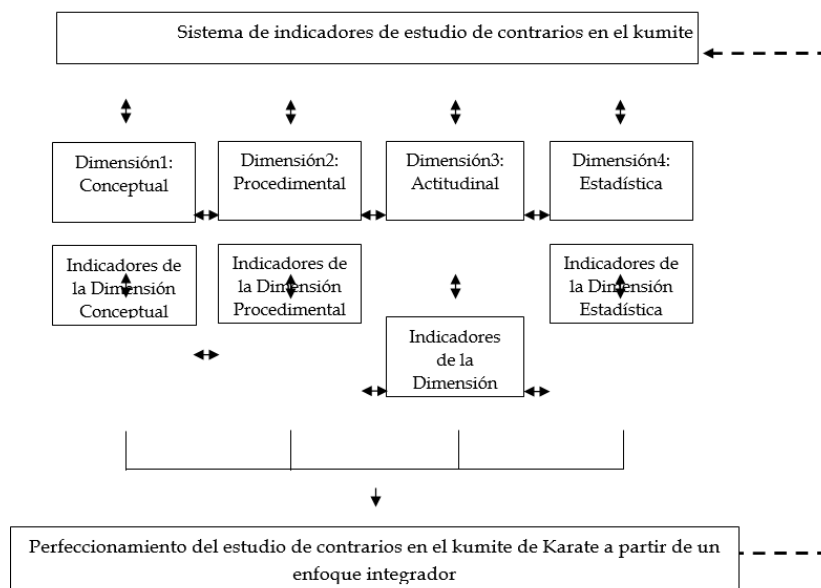 Sistema de indicadores de estudio de contrarios en el kumite
Dimensión1:
Conceptual
Dimensión2:
Procedimental
Dimensión3:
Actitudinal
Dimensión4:
Estadística
Indicadores de
la Dimensión
Conceptual
Indicadores de
la Dimensión
Procedimental
Indicadores
de la
Dimensión
Indicadores de
la Dimensión
Estadística
Perfeccionamiento del estudio de contrarios en el kumite de Karate a partir de un
enfoque integrador